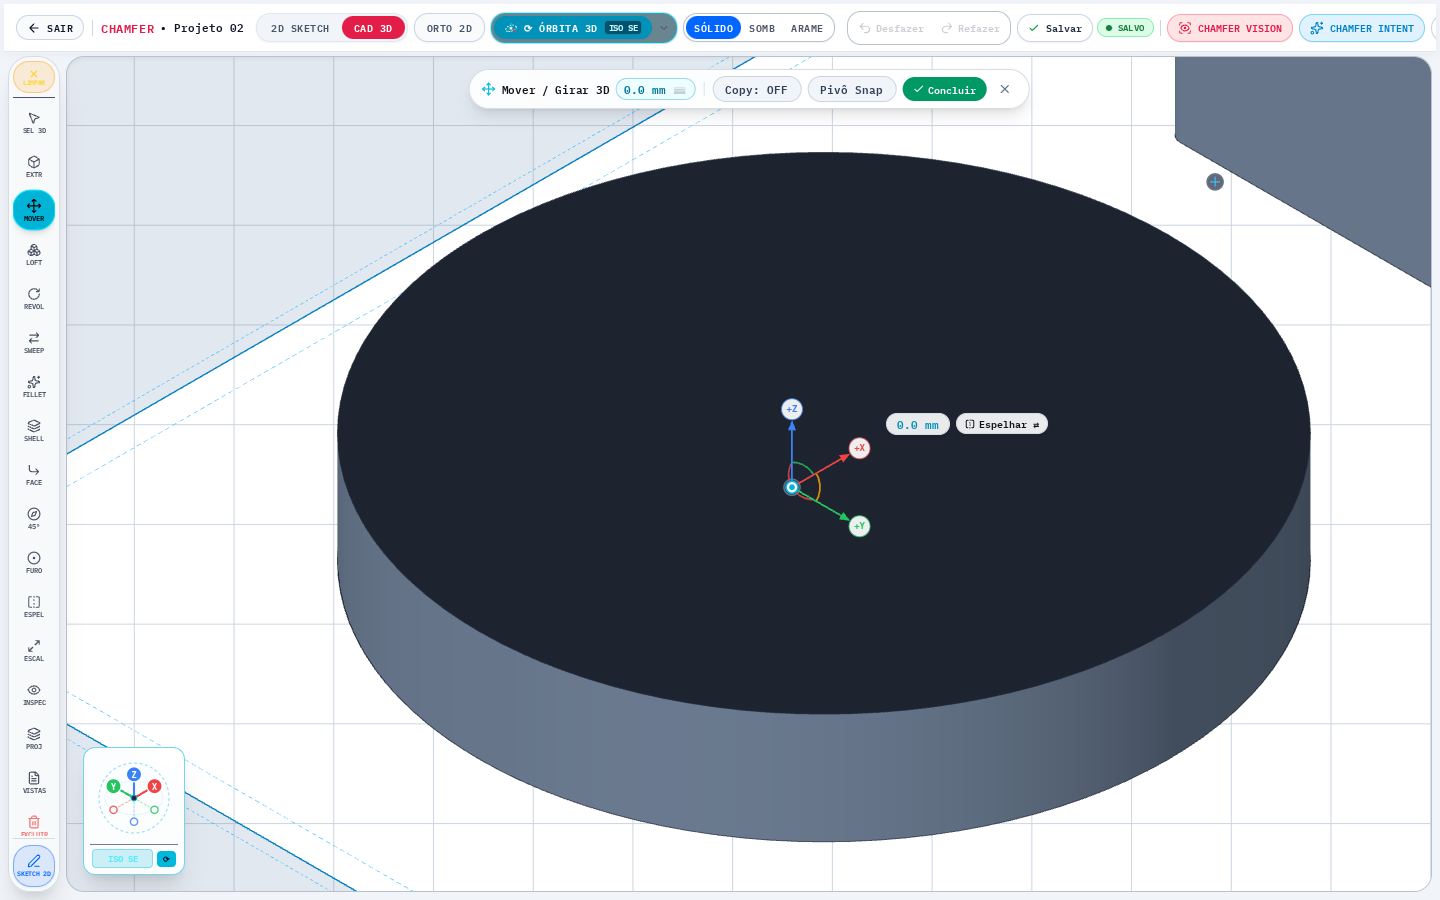 SAIR
CHAMFER • Projeto 02
2D SKETCH
CAD 3D
ORTO 2D
⟳ ÓRBITA 3D ISO SE
SÓLIDO
SOMB
ARAME
Desfazer
Refazer
Salvar
SALVO
CHAMFER VISION
CHAMFER INTENT
Mover / Girar 3D
0.0 mm
Copy: OFF
Pivô Snap
Concluir
LIMPAR
SEL 3D
EXTR
MOVER
LOFT
REVOL
SWEEP
FILLET
SHELL
FACE
45°
FURO
ESPEL
ESCAL
INSPEC
PROJ
VISTAS
EXCLUIR
SKETCH 2D
+Z
+X
+Y
0.0 mm
Espelhar ⇄
Z
Y
X
ISO SE
⟳